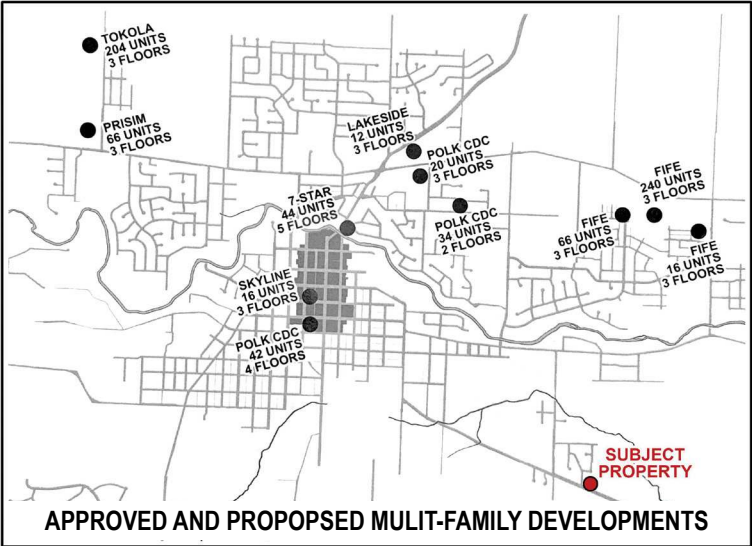 TOKOLA
204 UNITS
3 FLOORS
PRISIM
66 UNITS
3 FLOORS
LAKESIDE
12 UNITS
3 FLOORS
POLK CDC
20 UNITS
3 FLOORS
7-STAR
44 UNITS
5 FLOORS
POLK CDC
34 UNITS
2 FLOORS
FIFE
240 UNITS
3 FLOORS
FIFE
66 UNITS
3 FLOORS
FIFE
16 UNITS
3 FLOORS
SKYLINE
16 UNITS
3 FLOORS
POLK CDC
42 UNITS
4 FLOORS
SUBJECT
PROPERTY
APPROVED AND PROPOPSED MULIT-FAMILY DEVELOPMENTS